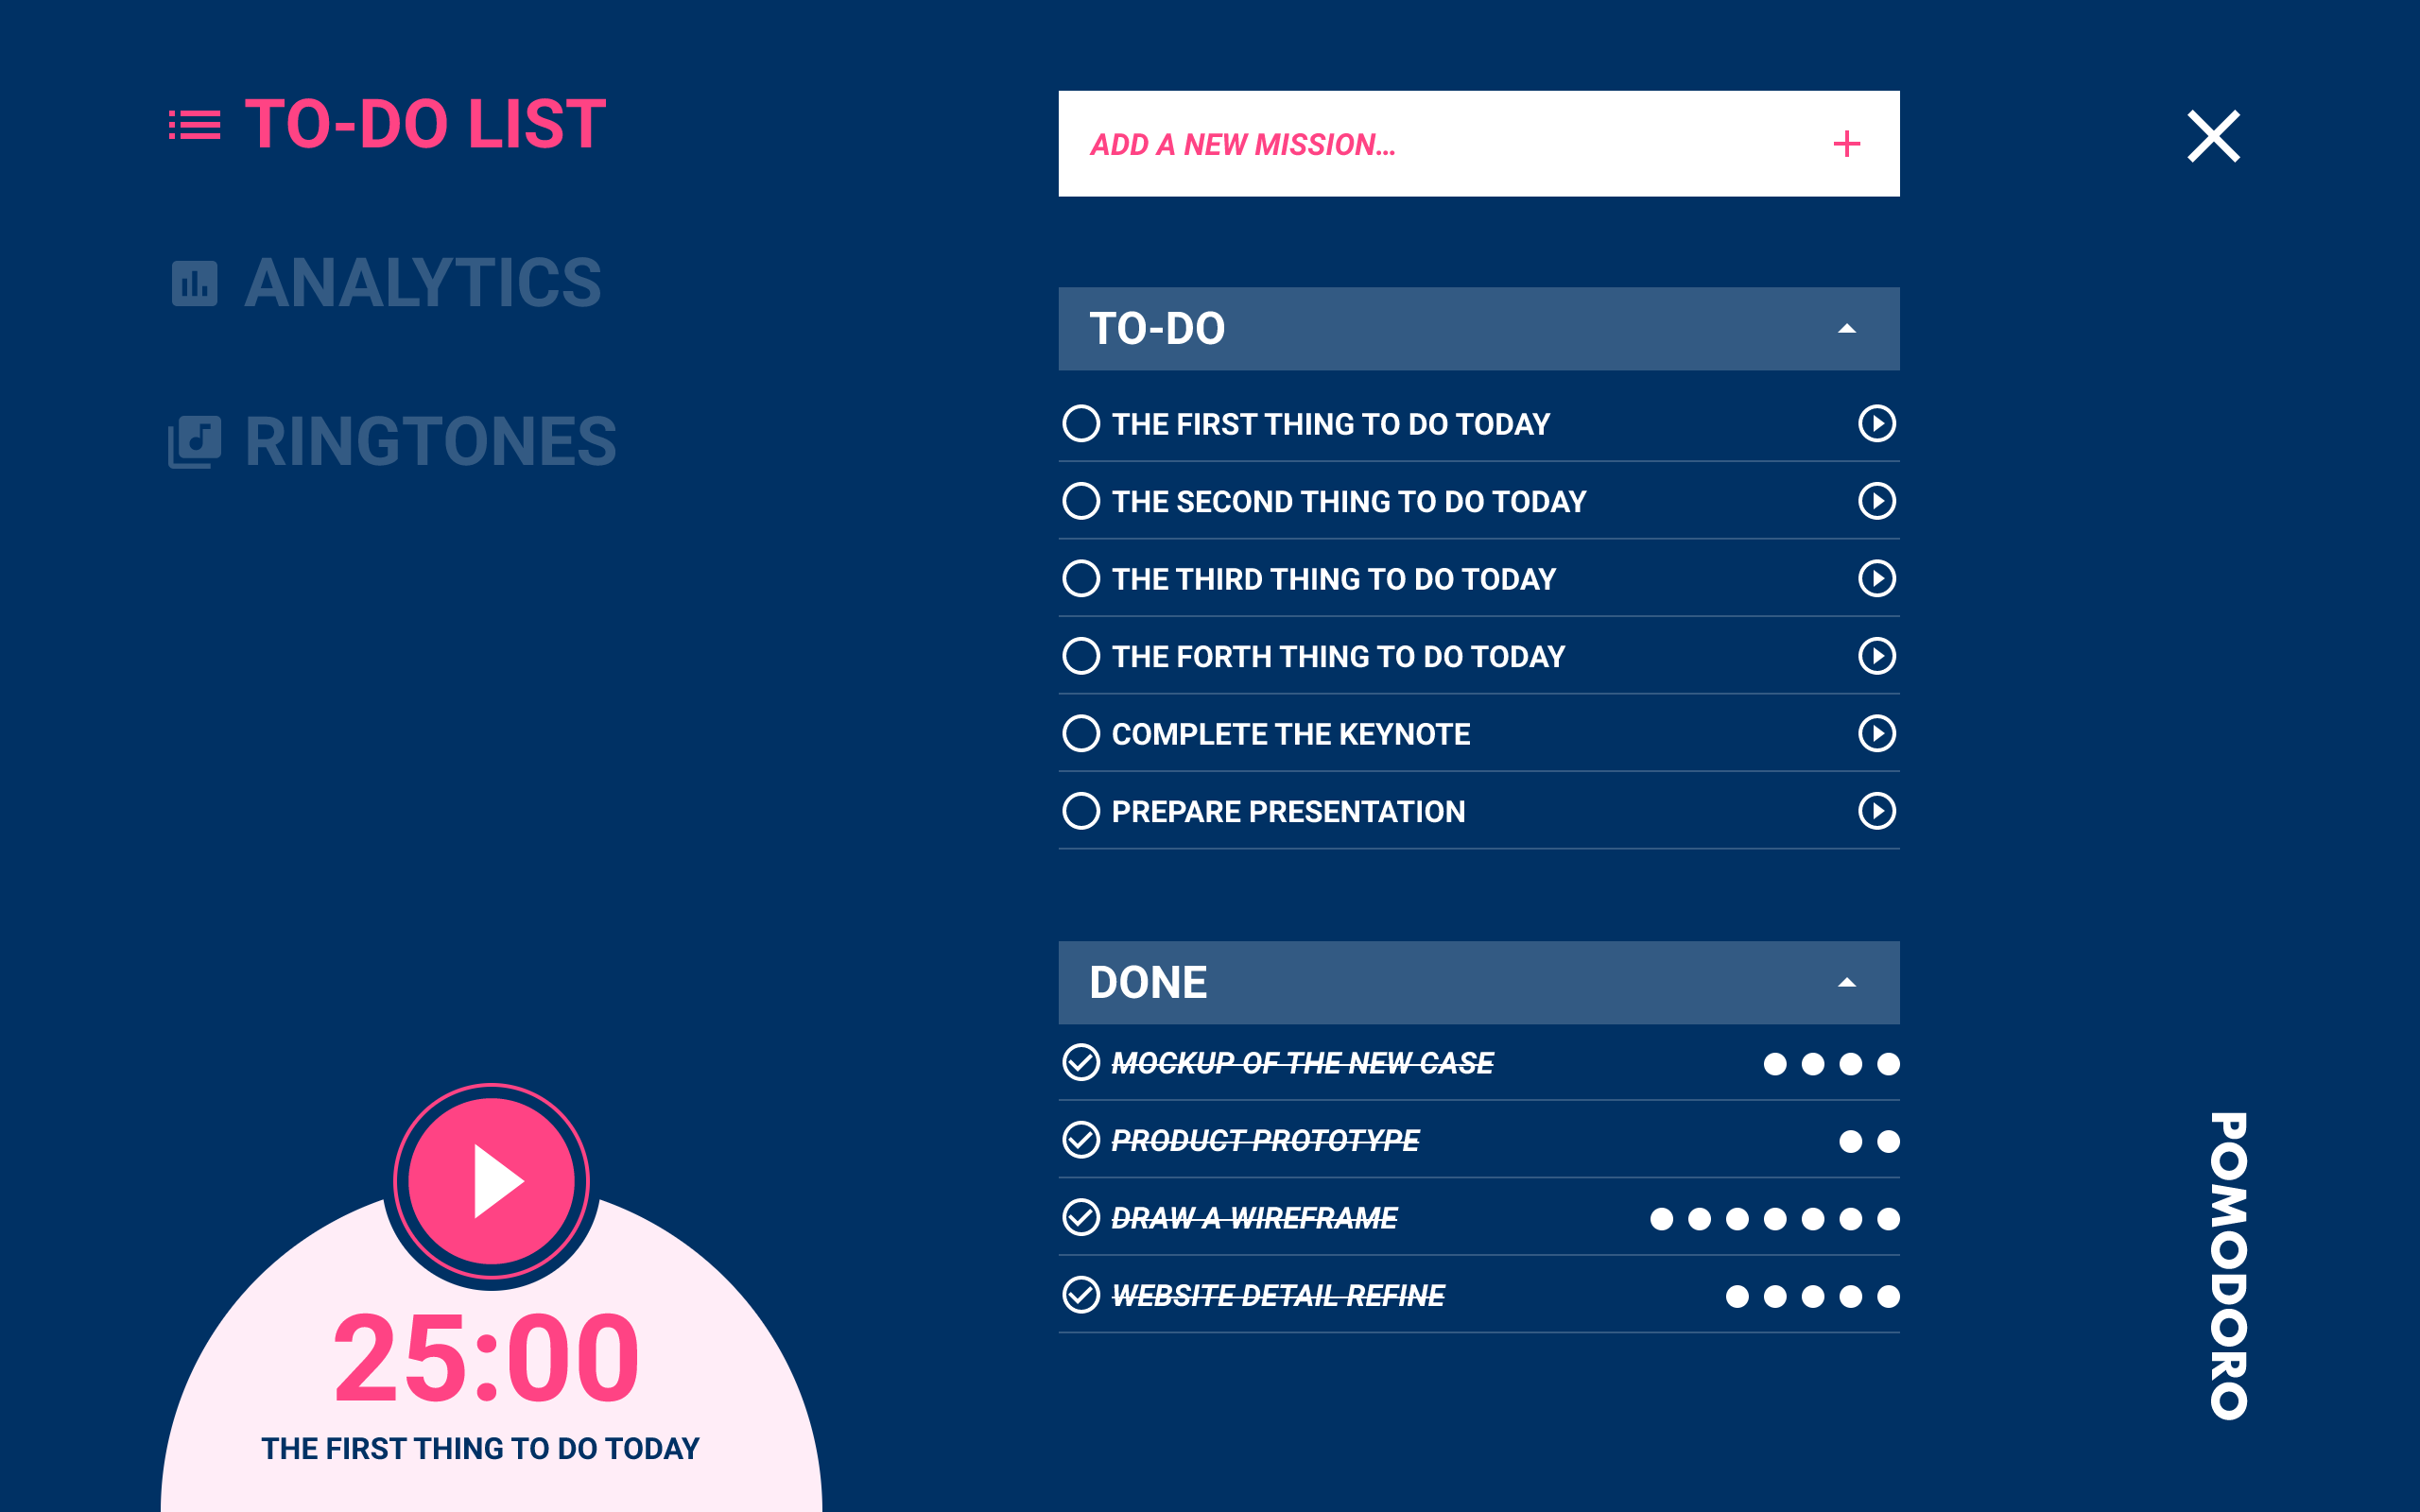 TO-DO LIST
ANALYTICS
RINGTONES
ADD A NEW MISSION...
TO-DO
THE FIRST THING TO DO TODAY
THE SECOND THING TO DO TODAY
THE THIRD THING TO DO TODAY
THE FORTH THING TO DO TODAY
COMPLETE THE KEYNOTE
PREPARE PRESENTATION
DONE
MOCKUP OF THE NEW CASE
PRODUCT PROTOTYPE
DRAW A WIREFRAME
WEBSITE DETAIL REFINE
25:00
THE FIRST THING TO DO TODAY
POMODORO